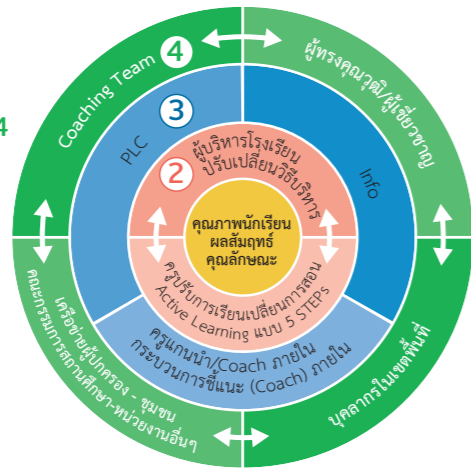 4
Coaching Team 4
ผู้ทรงคุณวุฒิ/ผู้เชี่ยวชาญ
3
PLC
Info
ผู้บริหารโรงเรียน
ปรับเปลี่ยนวิธีบริหาร
2
คุณภาพนักเรียน
ผลสัมฤทธ์
คุณลักษณะ
ครูปรับการเรียนเปลี่ยนการสอน
Active Learning แบบ 5 STEPs
ครูแกนนำ/Coach ภายใน
กระบวนการชี้แนะ (Coach) ภายใน
เครือข่ายผู้ปกครอง - ชุมชน
คณะกรรมการสถานศึกษา-หน่วยงานอื่นๆ
บุคลากรในเขตพื้นที่